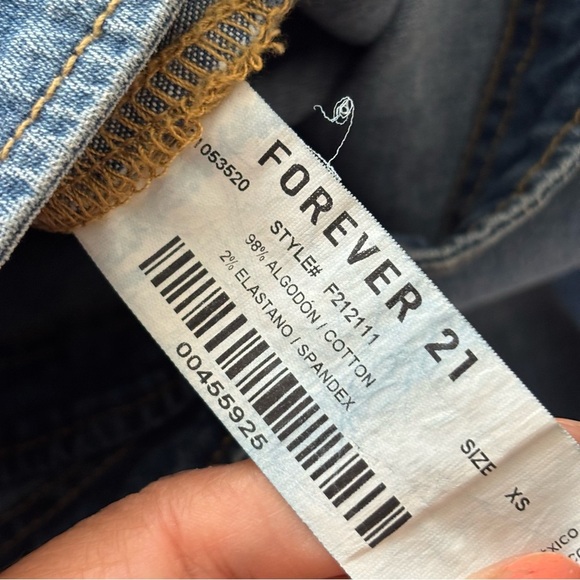 1053520
FOREVER 21
STYLE# F212111
98% ALGODÓN / COTTON
2% ELASTANO / SPANDEX
00455925
SIZE XS